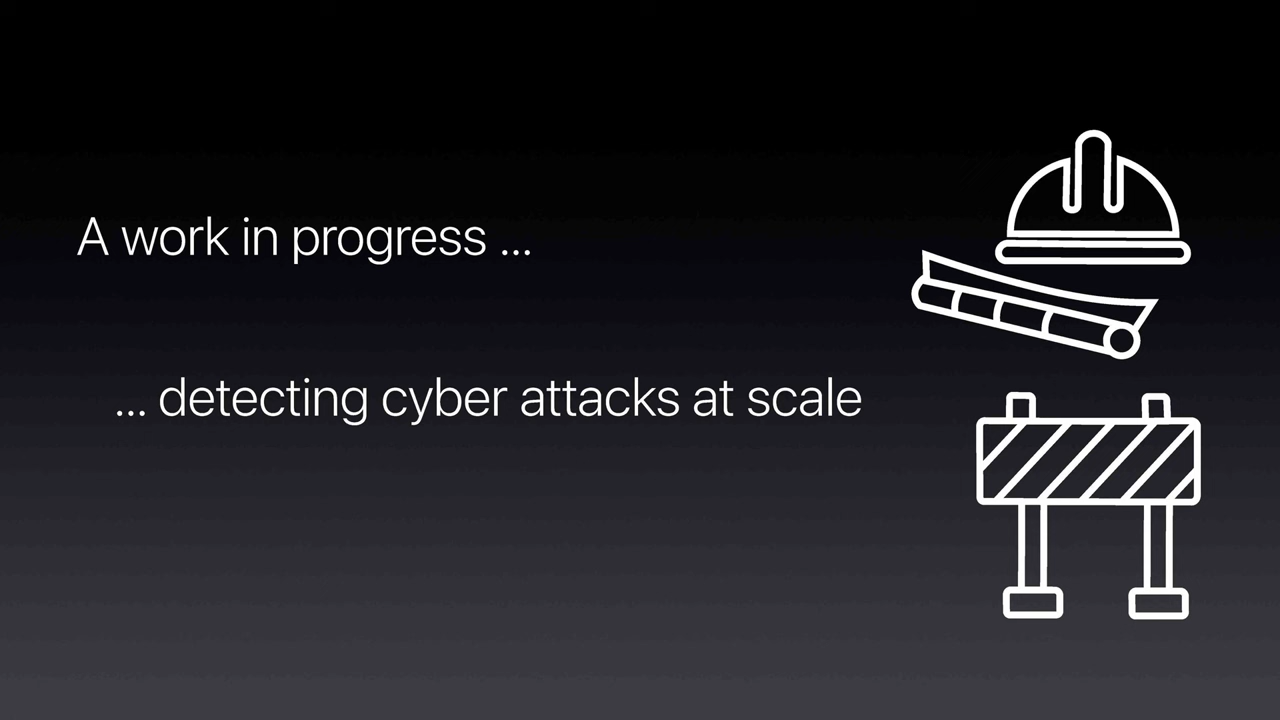 A work in progress ...
... detecting cyber attacks at scale